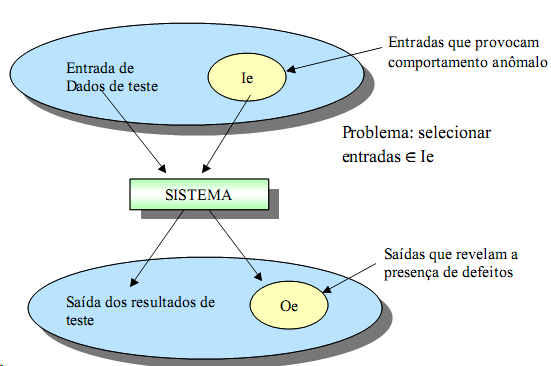 Entradas que provocam
comportamento anômalo
Entrada de
Dados de teste
Ie
Problema: selecionar
entradas ∈ Ie
SISTEMA
Saídas que revelam a
presença de defeitos
Saída dos resultados de
teste
Oe